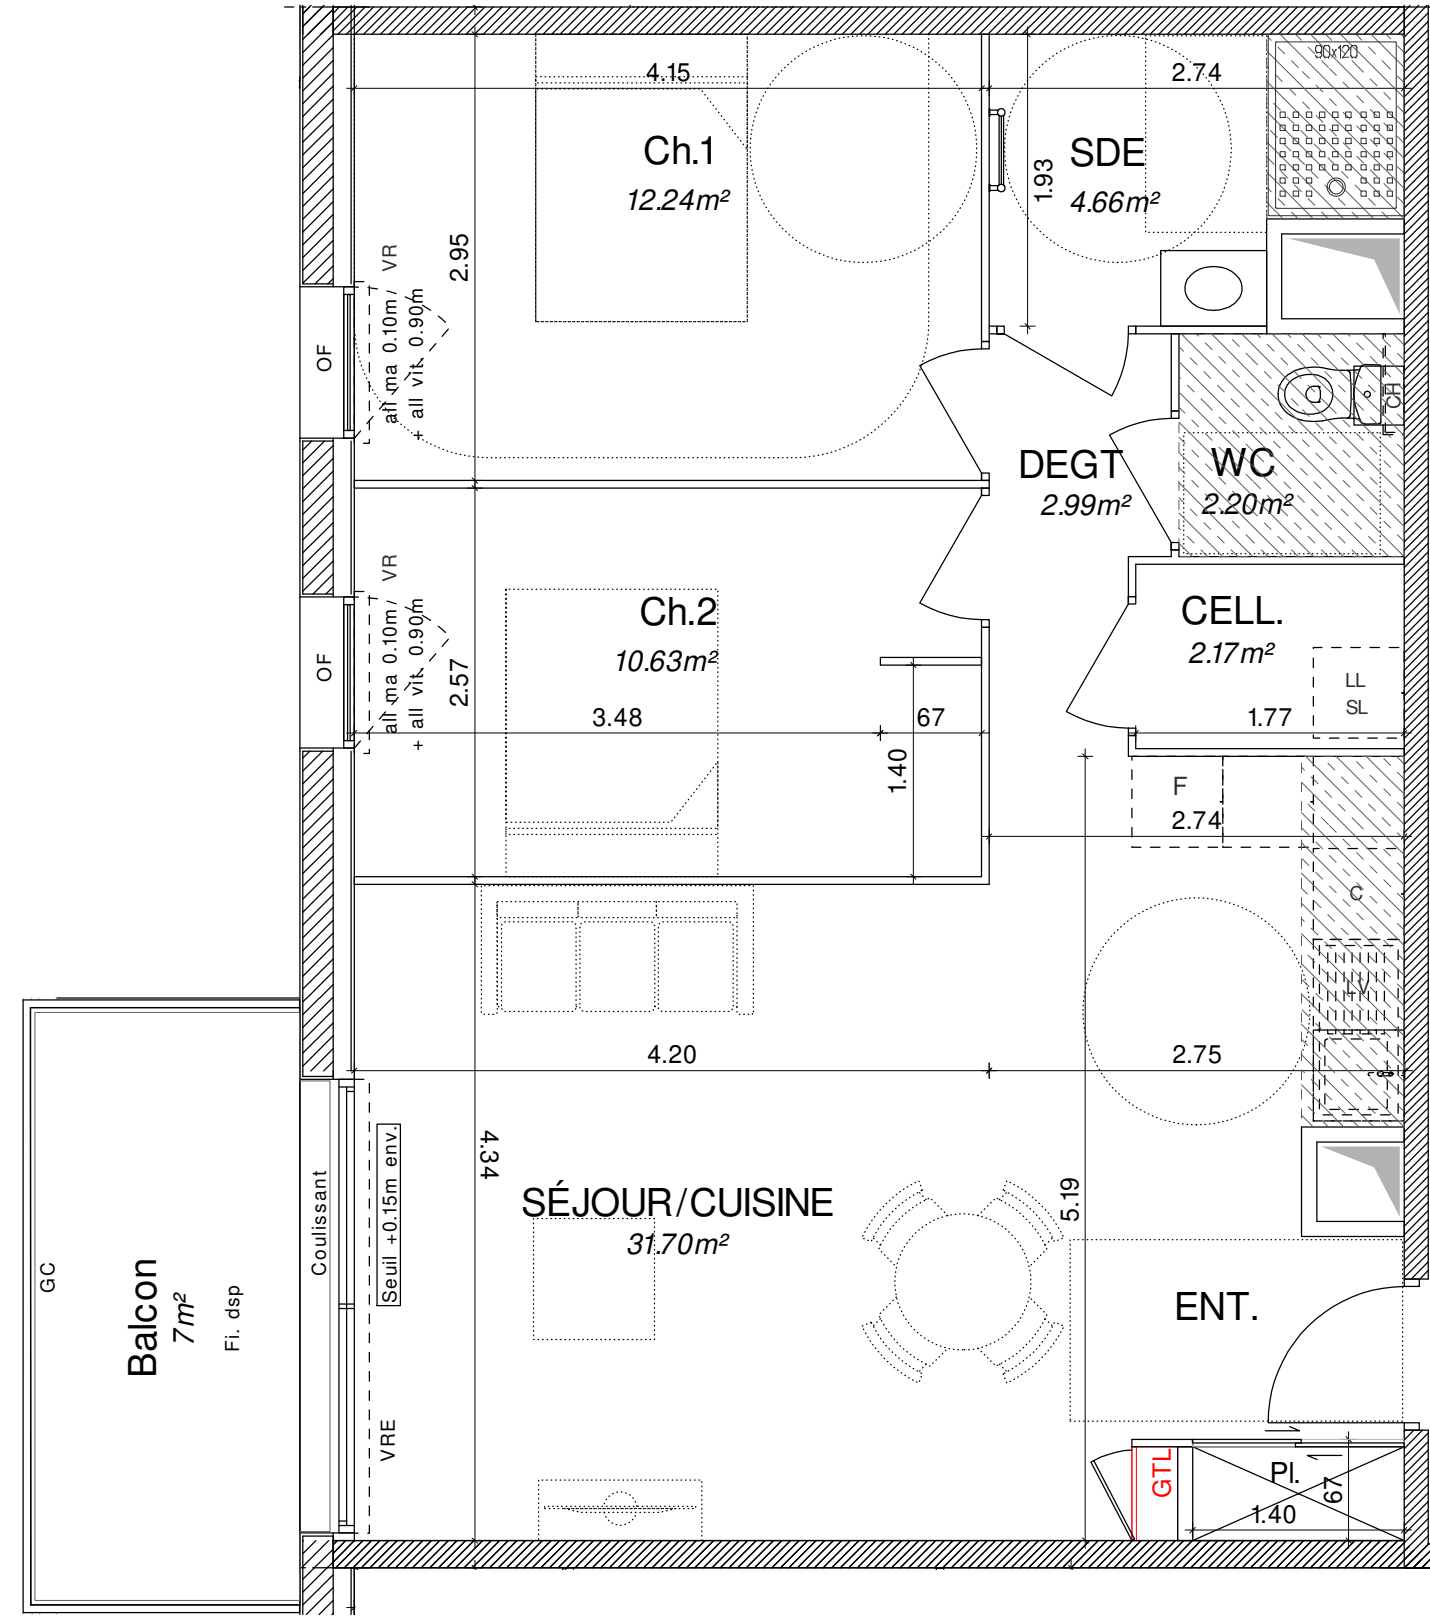 90x120
4.15
2.74
Ch.1
12.24m²
SDE
4.66m²
1.93
2.95
OF
all ma 0.10m/ VR
+ all vit. 0.90m
CH
DEGT
2.99m²
WC
2.20m²
OF
all ma 0.10m/ VR
+ all vit. 0.90m
Ch.2
10.63m²
2.57
3.48
67
1.40
CELL.
2.17m²
LL
SL
1.77
F
2.74
C
LV
4.20
2.75
4.34
5.19
SÉJOUR/CUISINE
31.70m²
Coulissant
Seuil +0.15m env.
VRE
GC
Balcon
7m²
Fi. dsp
ENT.
GTL
Pl.
67
1.40